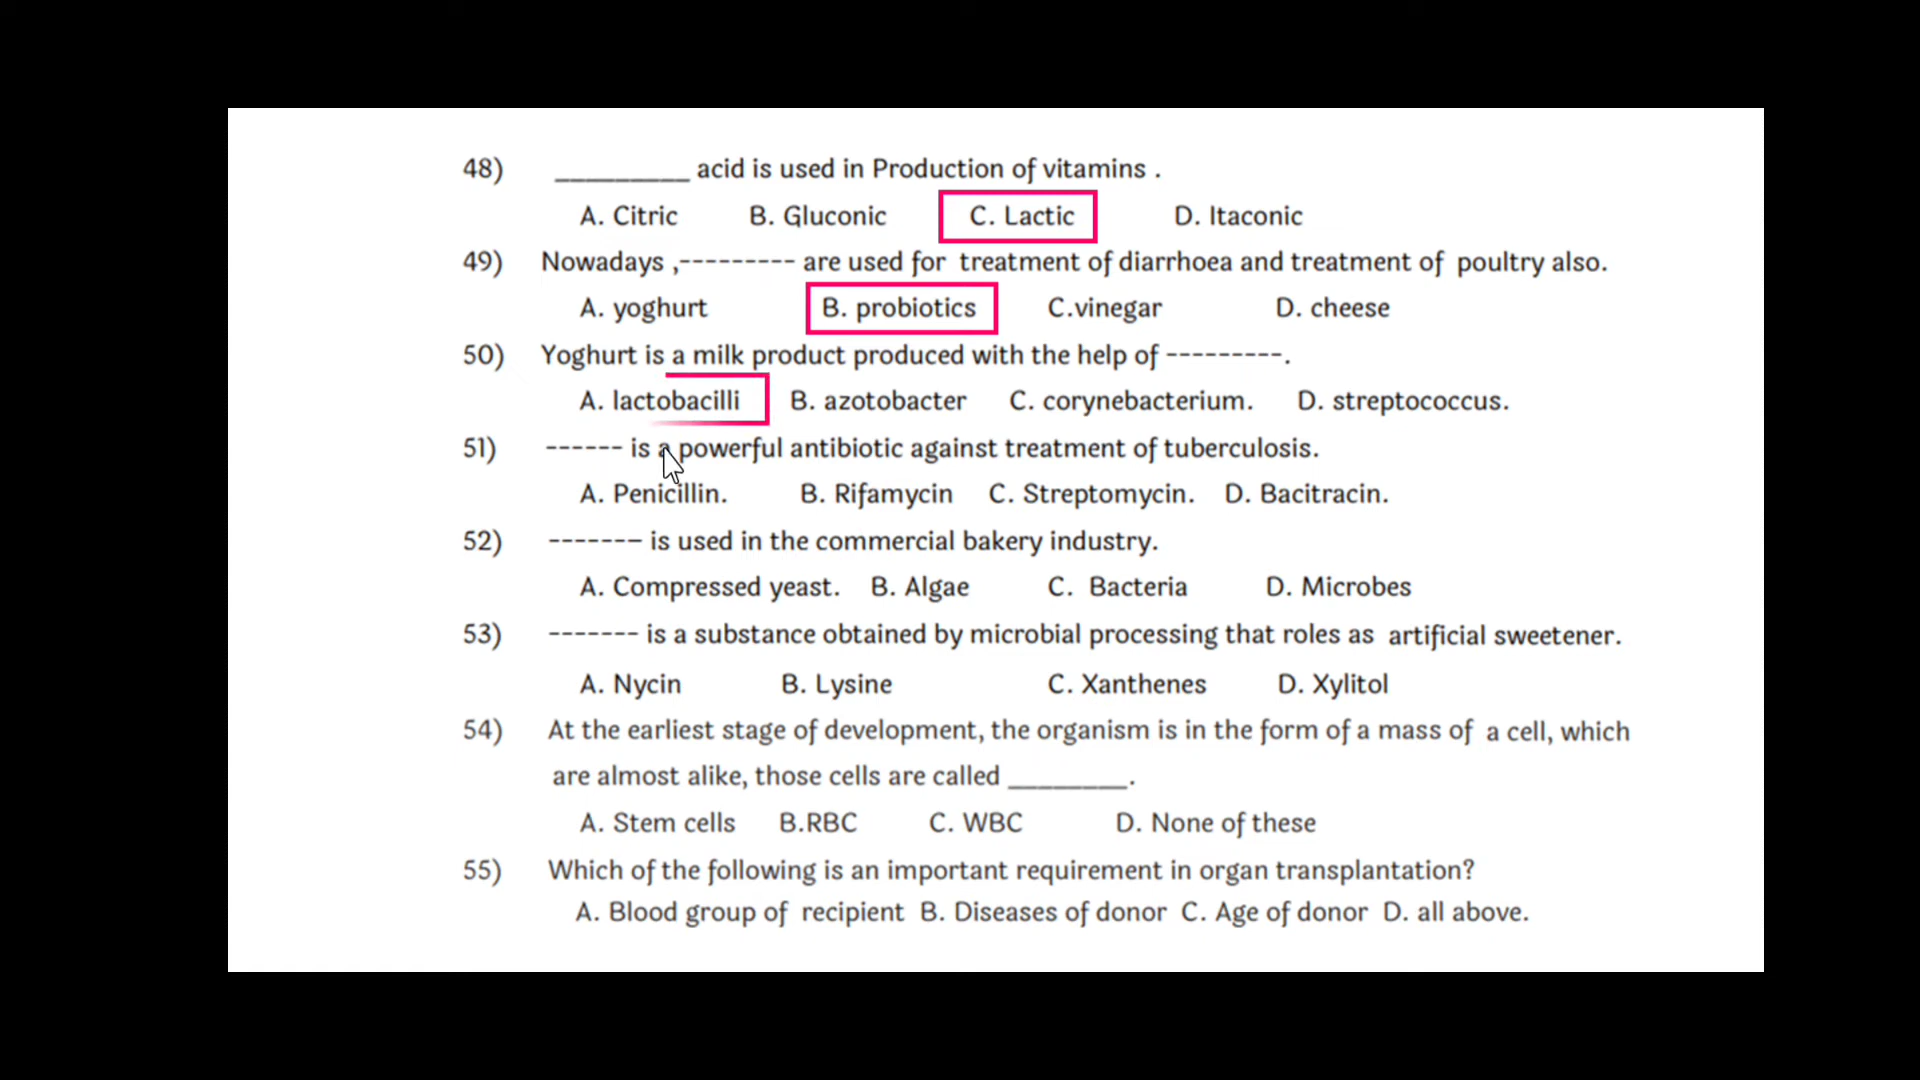 48) _________ acid is used in Production of vitamins .
A. Citric B. Gluconic C. Lactic D. Itaconic
49) Nowadays ,--------- are used for treatment of diarrhoea and treatment of poultry also.
A. yoghurt B. probiotics C.vinegar D. cheese
50) Yoghurt is a milk product produced with the help of ---------.
A. lactobacilli B. azotobacter C. corynebacterium. D. streptococcus.
51) ------ is a powerful antibiotic against treatment of tuberculosis.
A. Penicillin. B. Rifamycin C. Streptomycin. D. Bacitracin.
52) ------- is used in the commercial bakery industry.
A. Compressed yeast. B. Algae C. Bacteria D. Microbes
53) ------- is a substance obtained by microbial processing that roles as artificial sweetener.
A. Nycin B. Lysine C. Xanthenes D. Xylitol
54) At the earliest stage of development, the organism is in the form of a mass of a cell, which
are almost alike, those cells are called ________.
A. Stem cells B.RBC C. WBC D. None of these
55) Which of the following is an important requirement in organ transplantation?
A. Blood group of recipient B. Diseases of donor C. Age of donor D. all above.